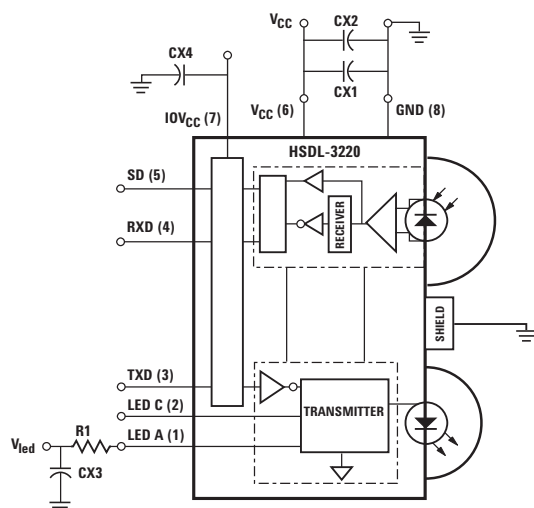 VCC
CX2
CX4
CX1
VCC (6)
GND (8)
IOVCC (7)
HSDL-3220
SD (5)
RECEIVER
RXD (4)
SHIELD
TXD (3)
LED C (2)
TRANSMITTER
R1
Vled
LED A (1)
CX3